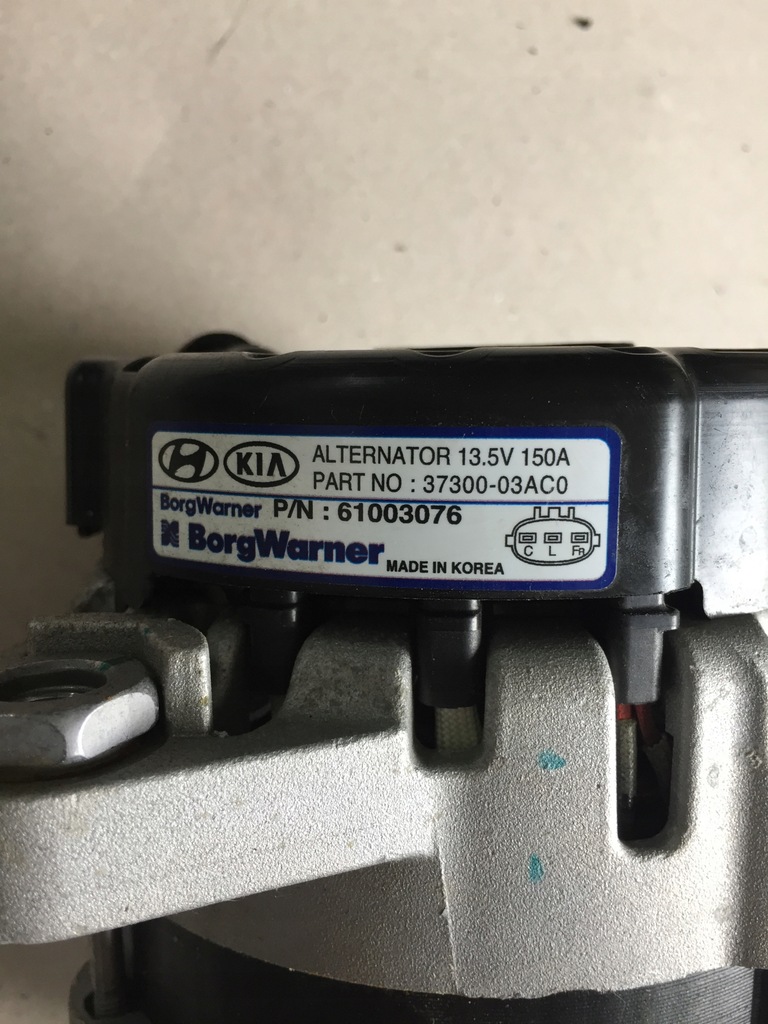 KIA ALTERNATOR 13.5V 150A
PART NO : 37300-03AC0
BorgWarner P/N : 61003076
BorgWarner MADE IN KOREA
C L FR